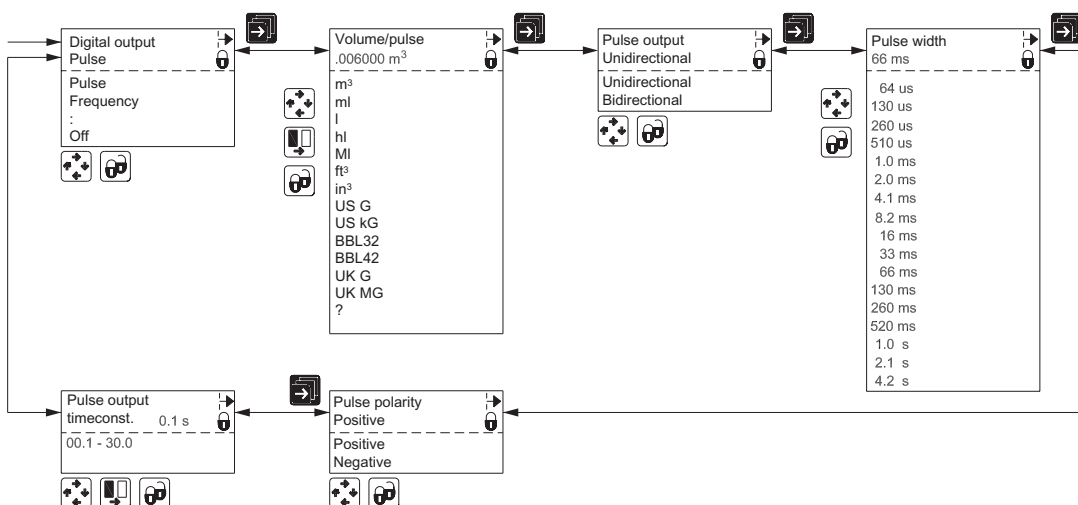 Digital output
Pulse
Pulse
Frequency
:
Off
Volume/pulse
.006000 m³
m³
ml
l
hl
Ml
ft³
in³
US G
US kG
BBL32
BBL42
UK G
UK MG
?
Pulse output
Unidirectional
Unidirectional
Bidirectional
Pulse width
66 ms
64 us
130 us
260 us
510 us
1.0 ms
2.0 ms
4.1 ms
8.2 ms
16 ms
33 ms
66 ms
130 ms
260 ms
520 ms
1.0 s
2.1 s
4.2 s
Pulse output
timeconst. 0.1 s
00.1 - 30.0
Pulse polarity
Positive
Positive
Negative